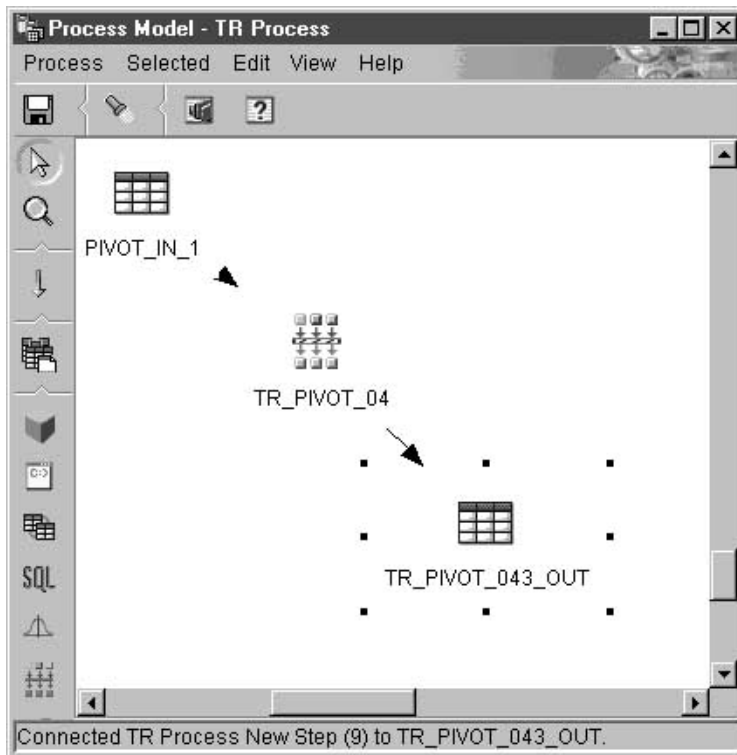 Process Model - TR Process
Process Selected Edit View Help
?
PIVOT_IN_1
TR_PIVOT_04
TR_PIVOT_043_OUT
C:>
SQL
Connected TR Process New Step (9) to TR_PIVOT_043_OUT.